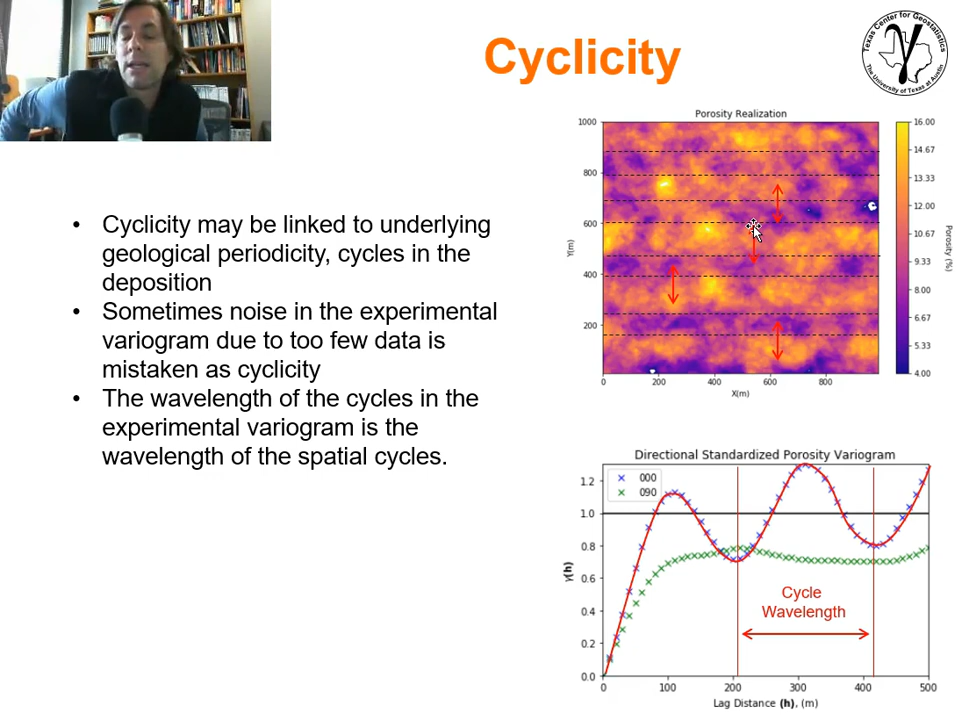 Cyclicity
Texas Center for Geostatistics
The University of Texas at Austin
• Cyclicity may be linked to underlying
geological periodicity, cycles in the
deposition
• Sometimes noise in the experimental
variogram due to too few data is
mistaken as cyclicity
• The wavelength of the cycles in the
experimental variogram is the
wavelength of the spatial cycles.
Porosity Realization
1000
800
600
400
200
0
200
400
600
800
Y(m)
X(m)
16.00
14.67
13.33
12.00
10.67
9.33
8.00
6.67
5.33
4.00
Porosity (%)
Directional Standardized Porosity Variogram
000
090
1.2
1.0
0.8
0.6
0.4
0.2
0.0
γ(h)
Cycle
Wavelength
0
100
200
300
400
500
Lag Distance (h), (m)